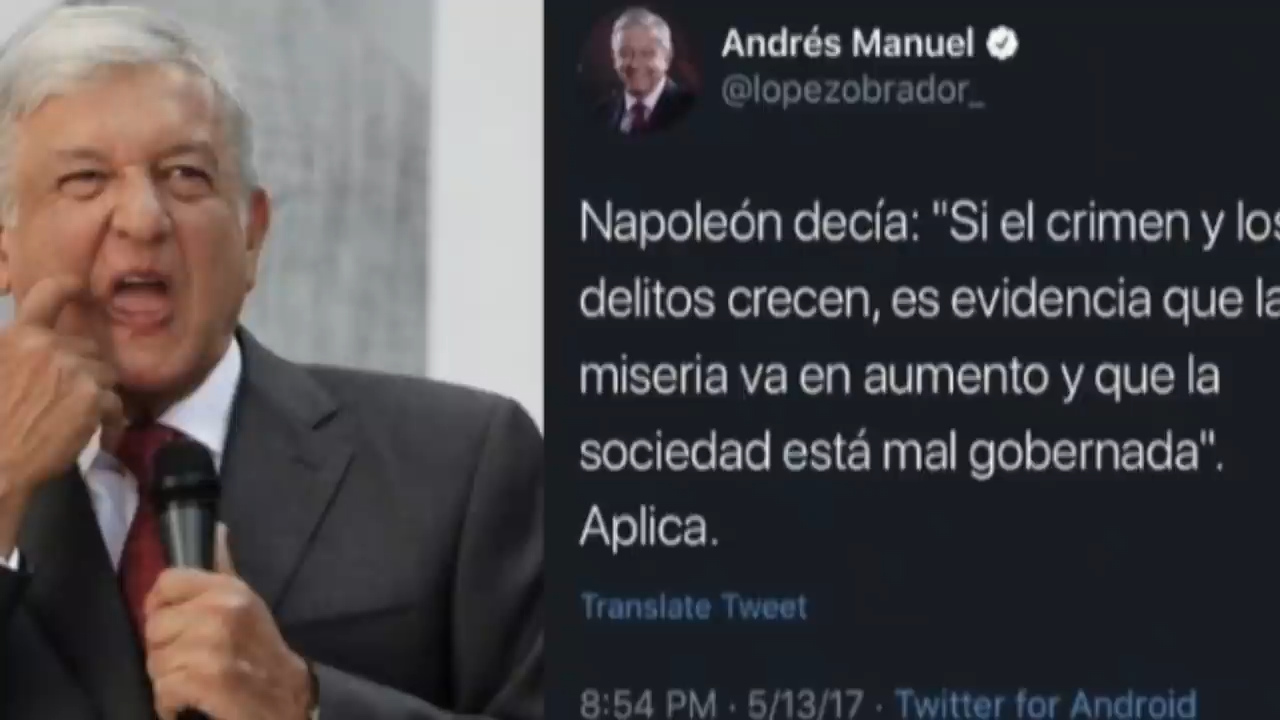 Andrés Manuel
@lopezobrador_
Napoleón decía: "Si el crimen y los
delitos crecen, es evidencia que la
miseria va en aumento y que la
sociedad está mal gobernada".
Aplica.
Translate Tweet
8:54 PM · 5/13/17 · Twitter for Android